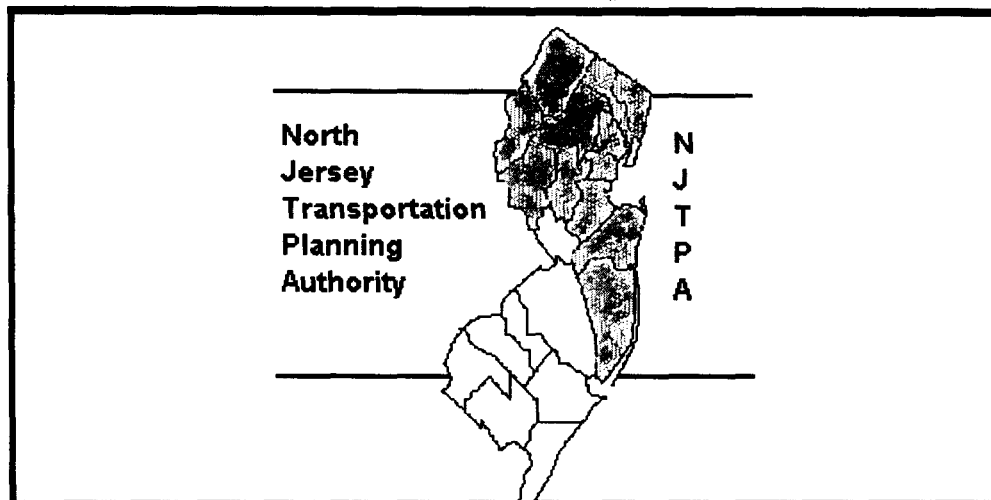 North
Jersey
Transportation
Planning
Authority
N
J
T
P
A